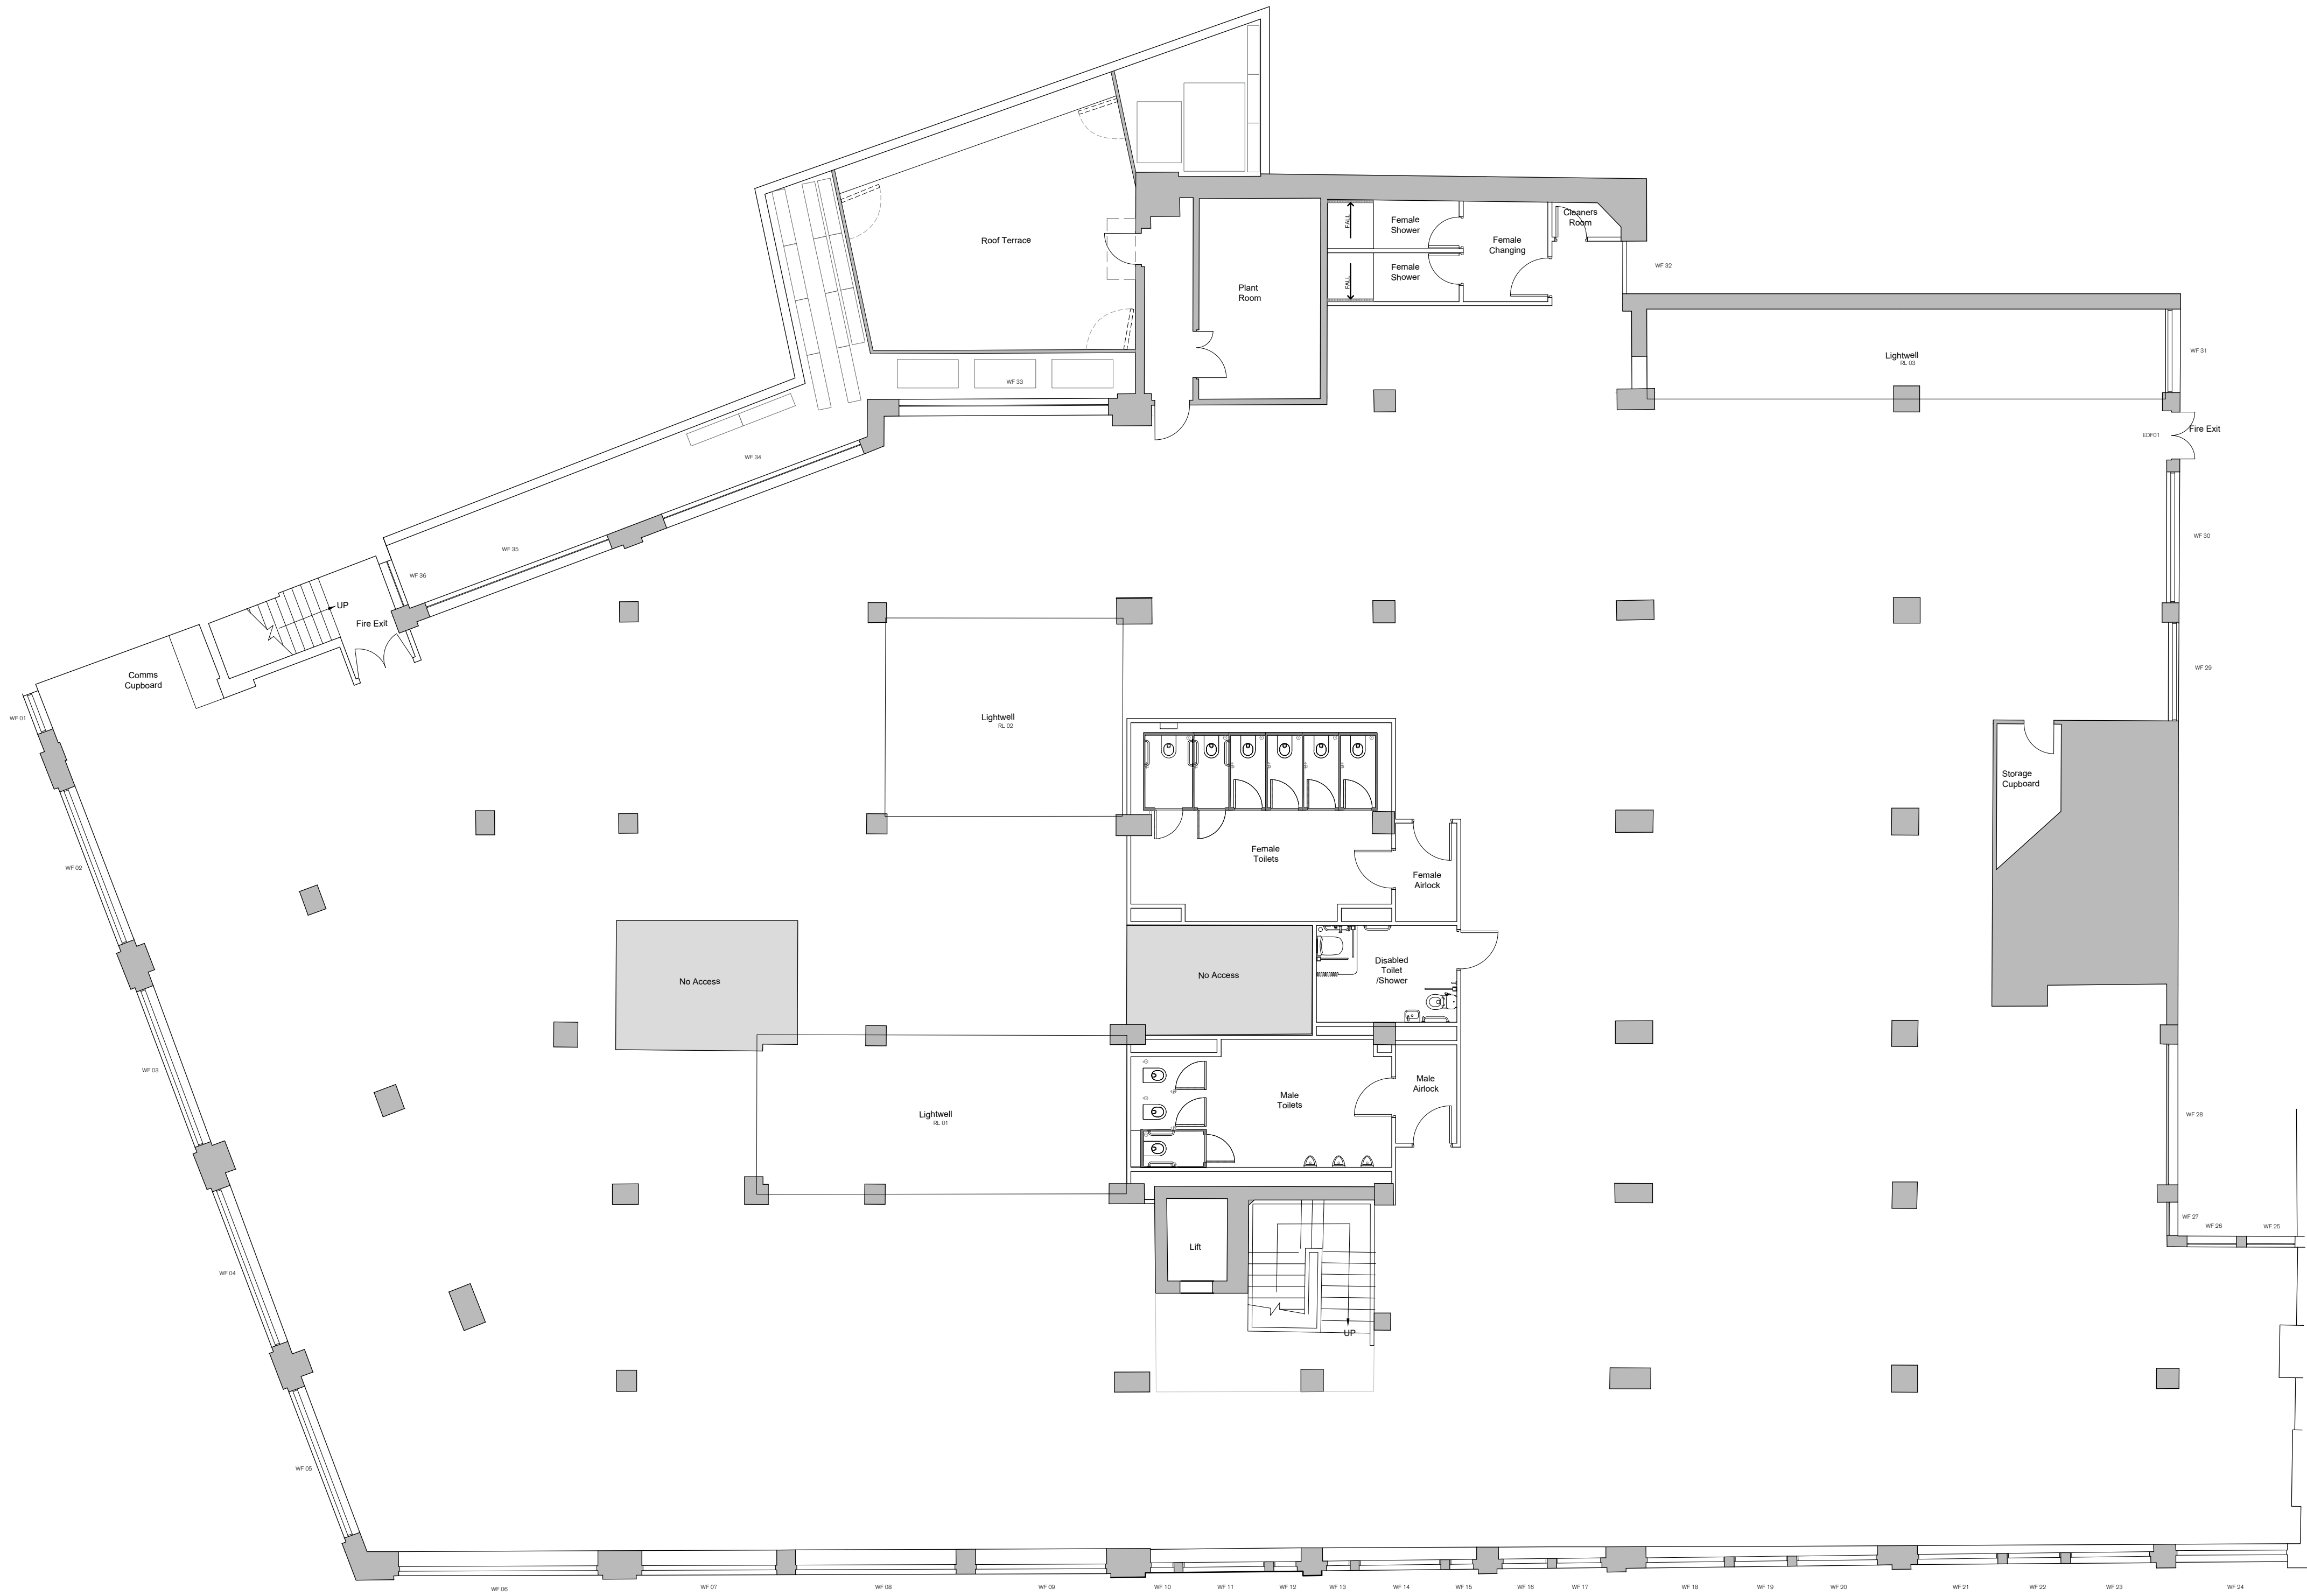 Cleaners
Room
FALL
Female
Shower
Female
Changing
Roof Terrace
WF 32
FALL
Female
Shower
Plant
Room
WF 31
Lightwell
RL 03
WF 33
EDF01
Fire Exit
WF 34
WF 30
WF 35
WF 36
UP
Fire Exit
WF 29
Comms
Cupboard
WF 01
Lightwell
RL 02
Storage
Cupboard
Female
Toilets
WF 02
Female
Airlock
Disabled
Toilet
/Shower
No Access
No Access
WF 03
Male
Airlock
Male
Toilets
Lightwell
RL 01
WF 28
WF 27
WF 26
WF 25
Lift
WF 04
UP
WF 05
WF 06
WF 07
WF 08
WF 09
WF 10
WF 11
WF 12
WF 13
WF 14
WF 15
WF 16
WF 17
WF 18
WF 19
WF 20
WF 21
WF 22
WF 23
WF 24